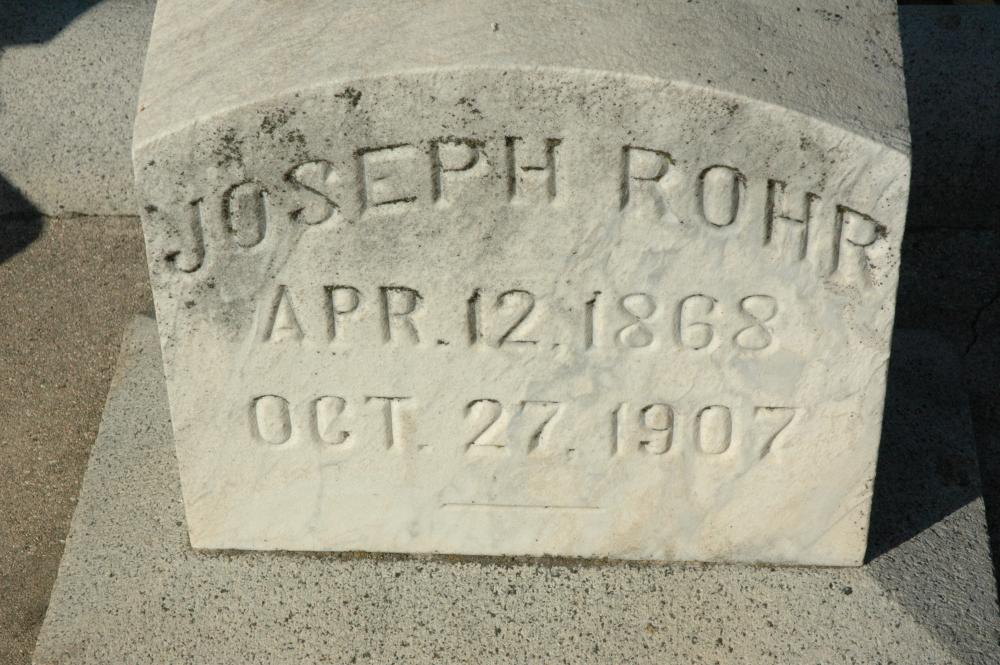 JOSEPH ROHR
APR. 12, 1868
OCT. 27, 1907